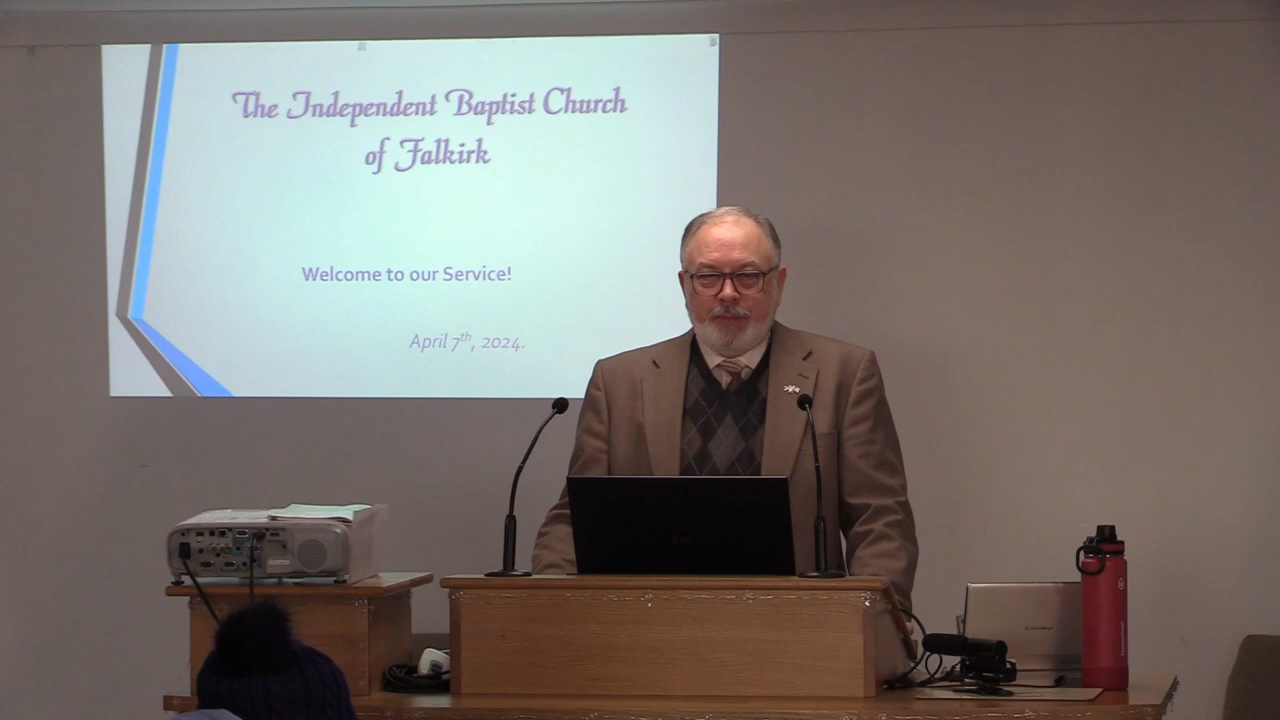 The Independent Baptist Church
of Falkirk
Welcome to our Service!
April 7th, 2024.